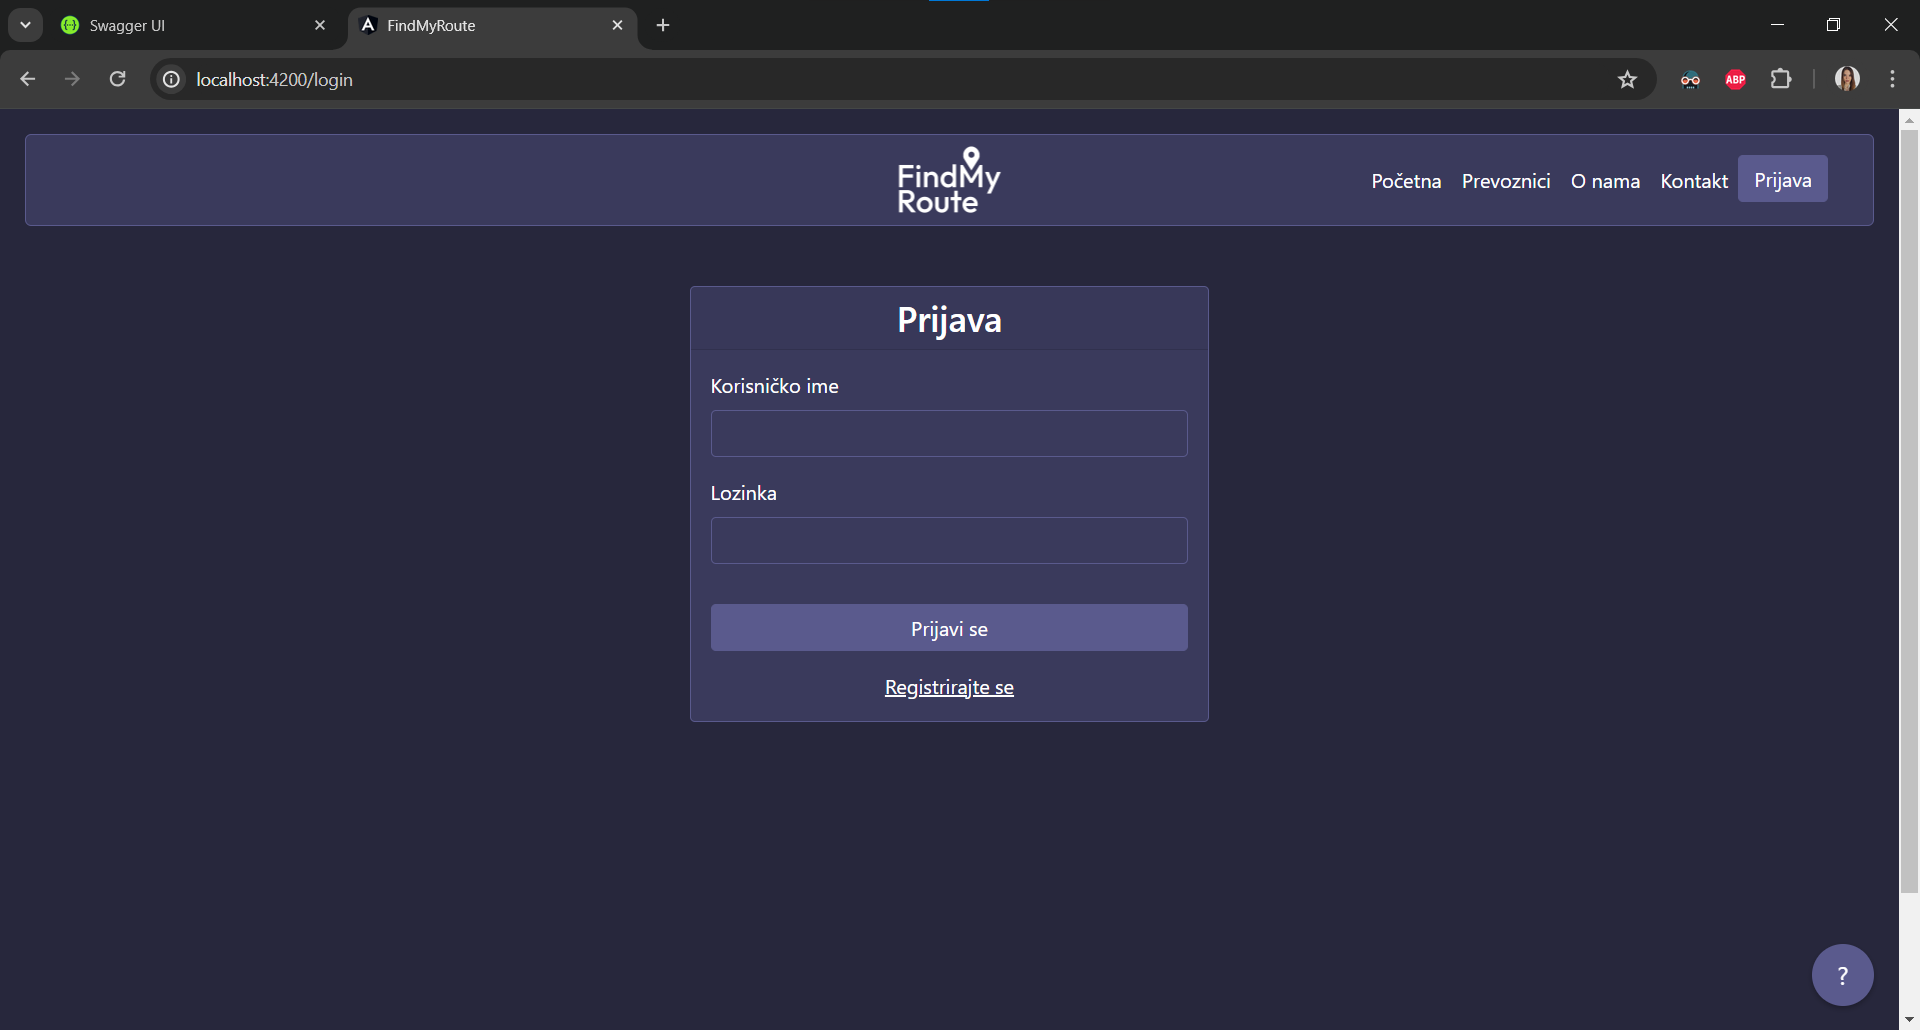 Swagger UI
FindMyRoute
localhost:4200/login
ABP
FindMy
Route
Početna Prevoznici O nama Kontakt Prijava
Prijava
Korisničko ime
Lozinka
Prijavi se
Registrirajte se
?